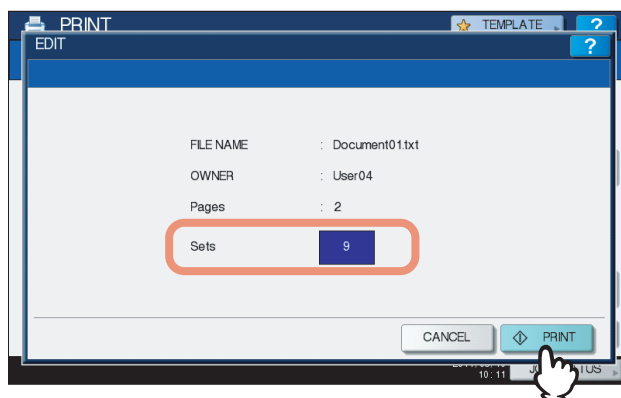 PRINT
TEMPLATE
?
EDIT
?
FILE NAME : Document01.txt
OWNER : User04
Pages : 2
Sets 9
CANCEL
PRINT
10:11